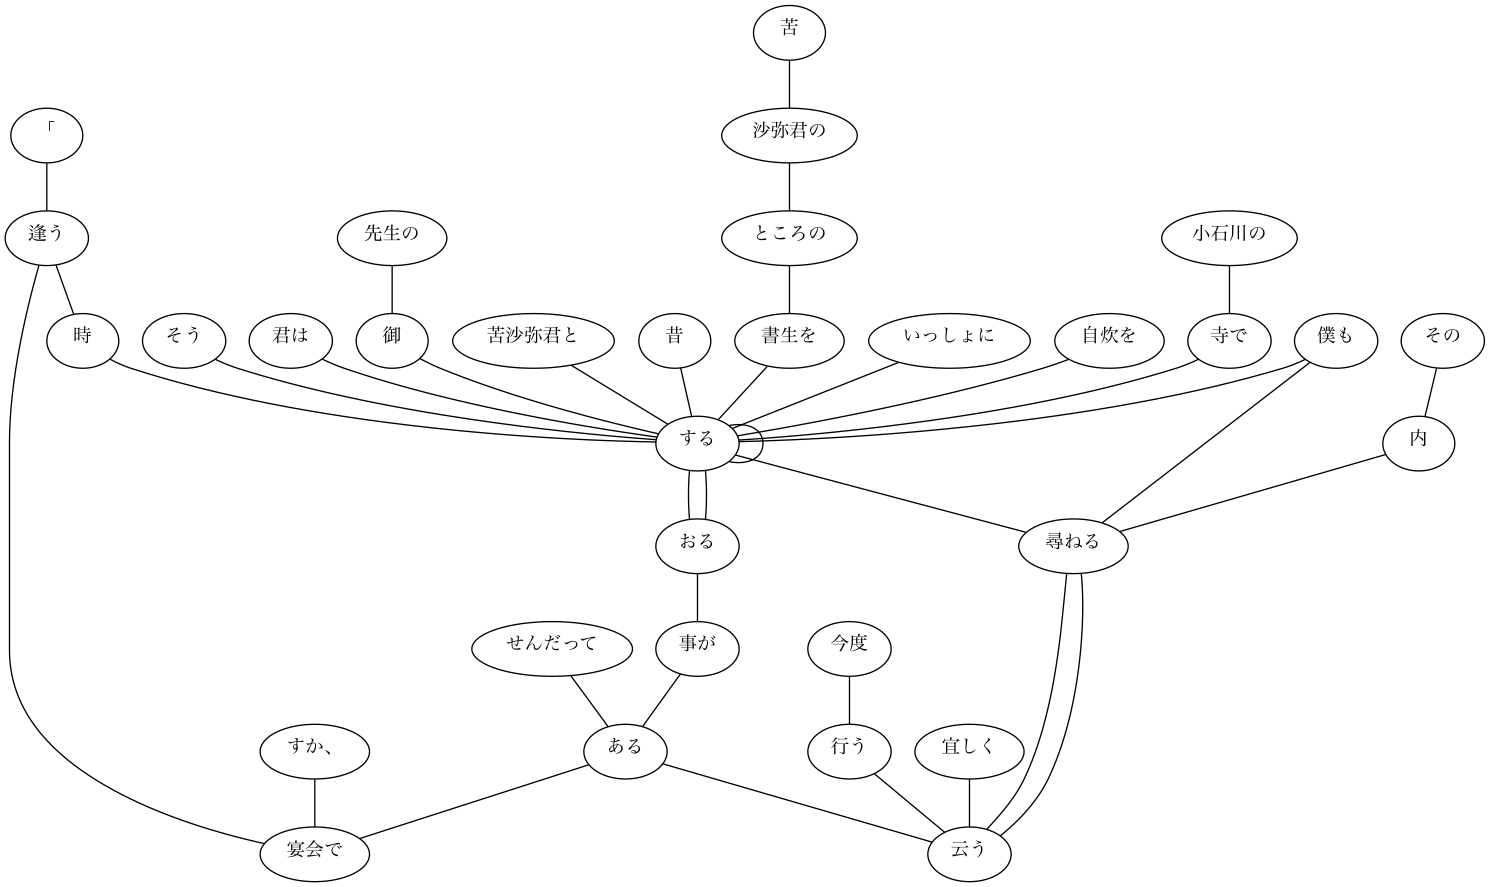 苦
「
沙弥君の
逢う
先生の
ところの
小石川の
時
そう
君は
御
苦沙弥君と
昔
書生を
いっしょに
自炊を
寺で
僕も
その
する
内
おる
尋ねる
せんだって
事が
今度
すか、
ある
行う
宜しく
宴会で
云う